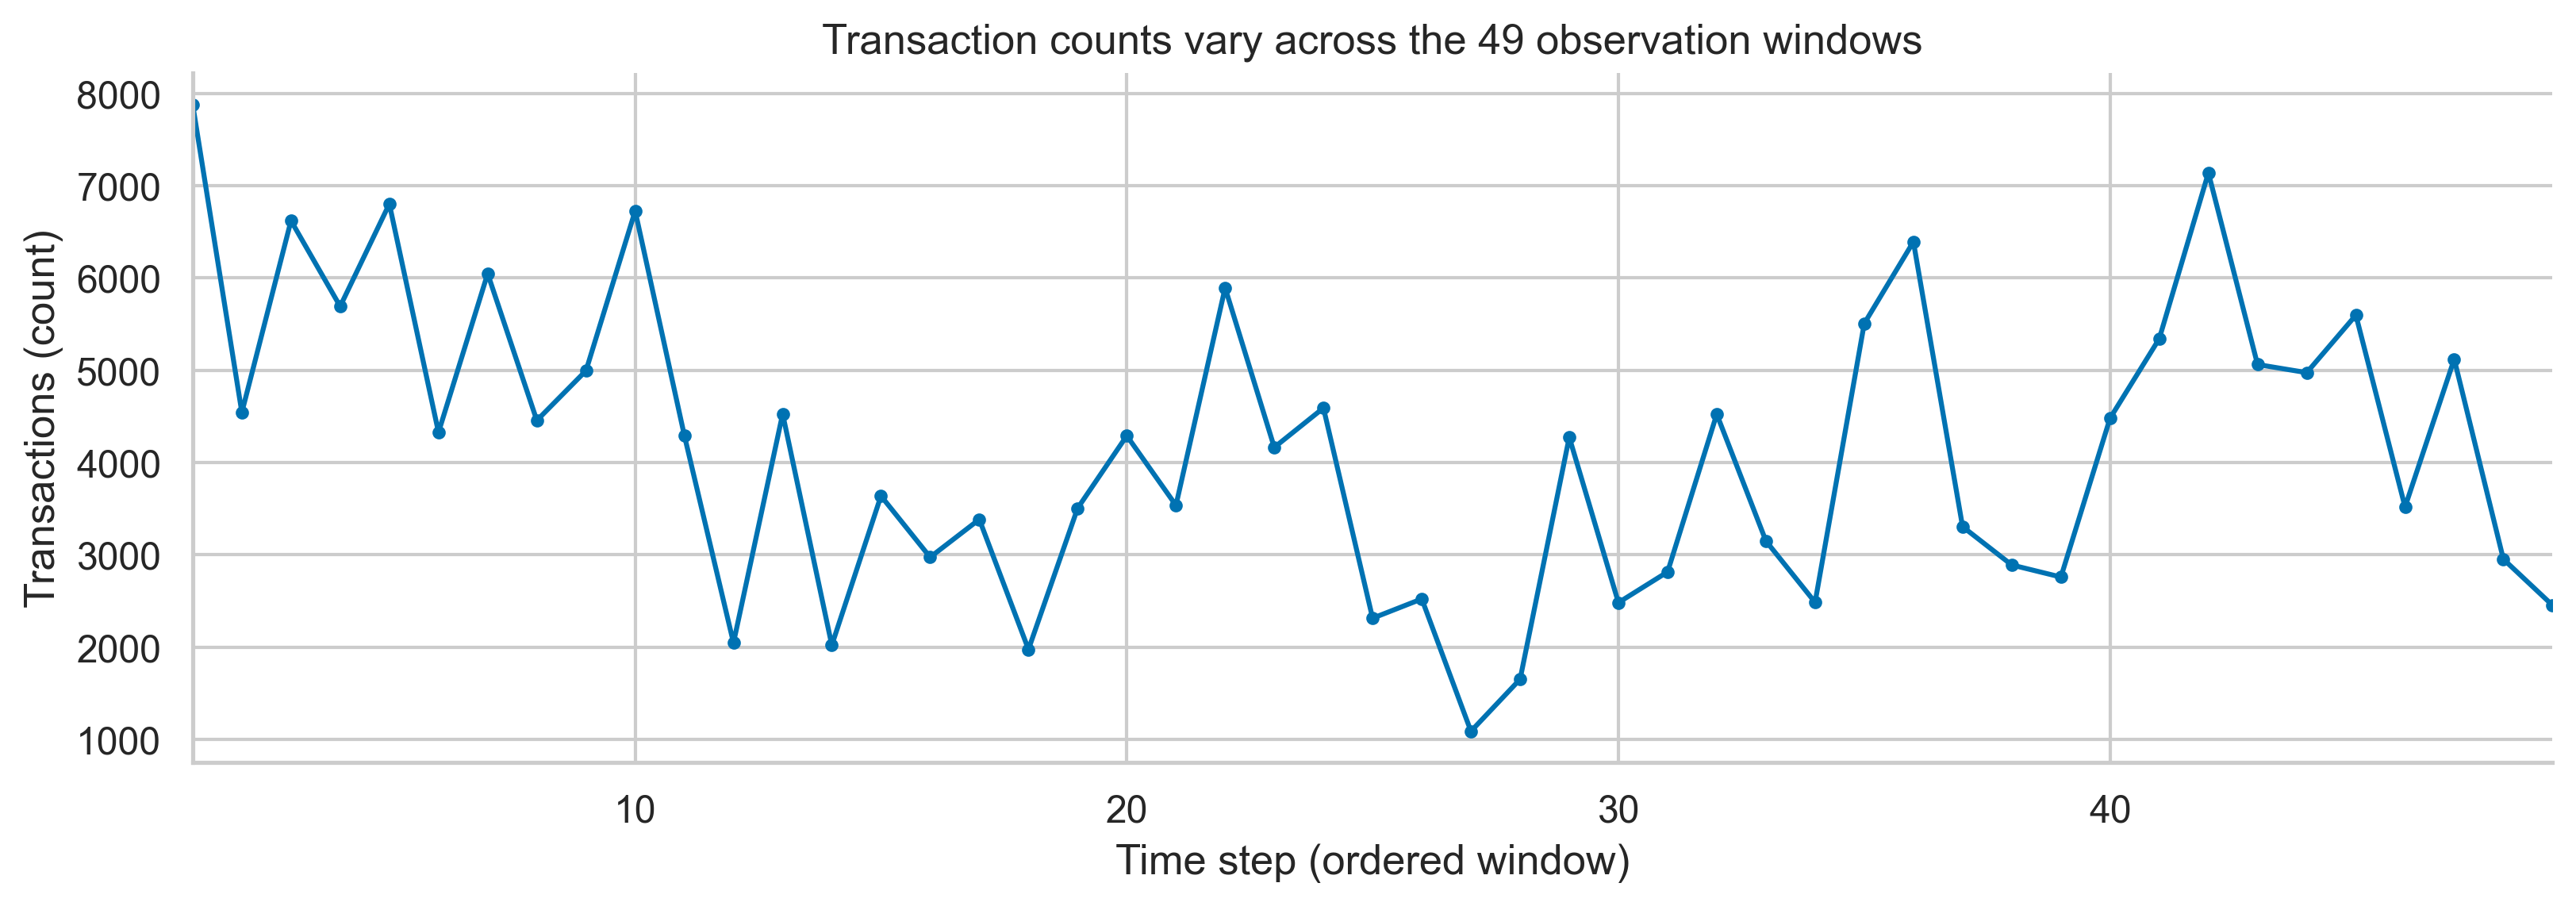 Transaction counts vary across the 49 observation windows
8000
7000
6000
5000
4000
3000
2000
1000
Transactions (count)
10 20 30 40
Time step (ordered window)